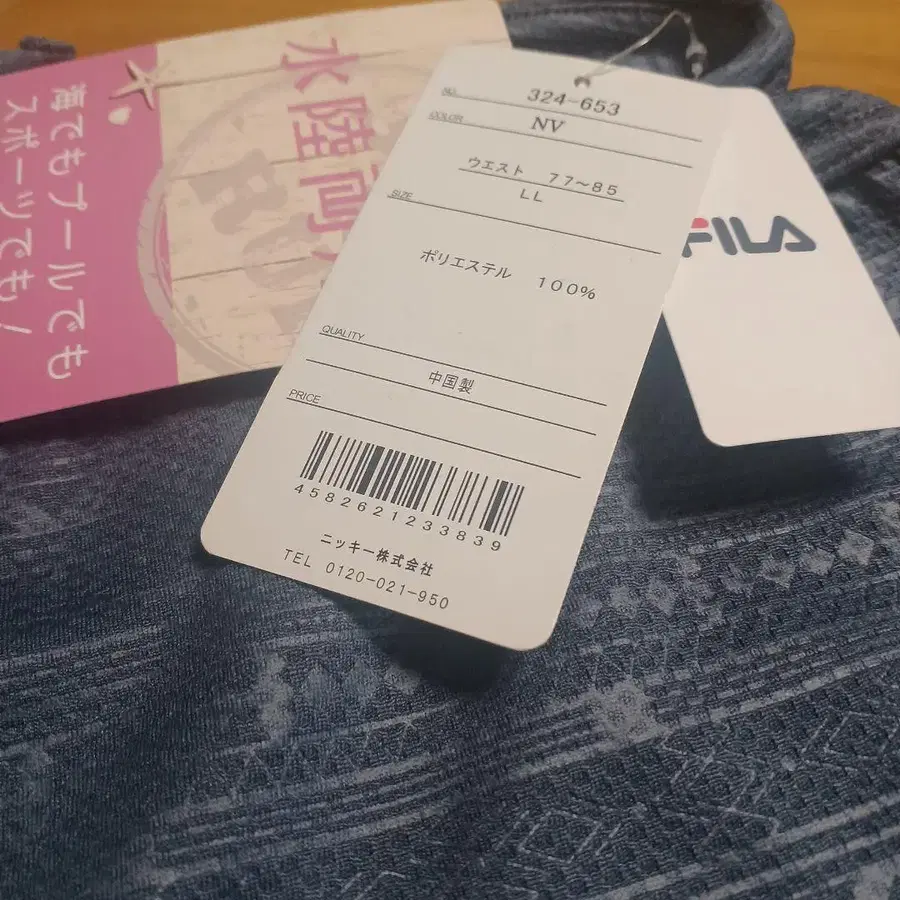 海でもプールでも
スポーツでも!
水陸両
NO.
324-653
COLOR
NV
ウエスト 77~85
LL
SIZE
ポリエステル 100%
QUALITY
中国製
PRICE
4582621233839
ニッキー株式会社
TEL 0120-021-950
FILA